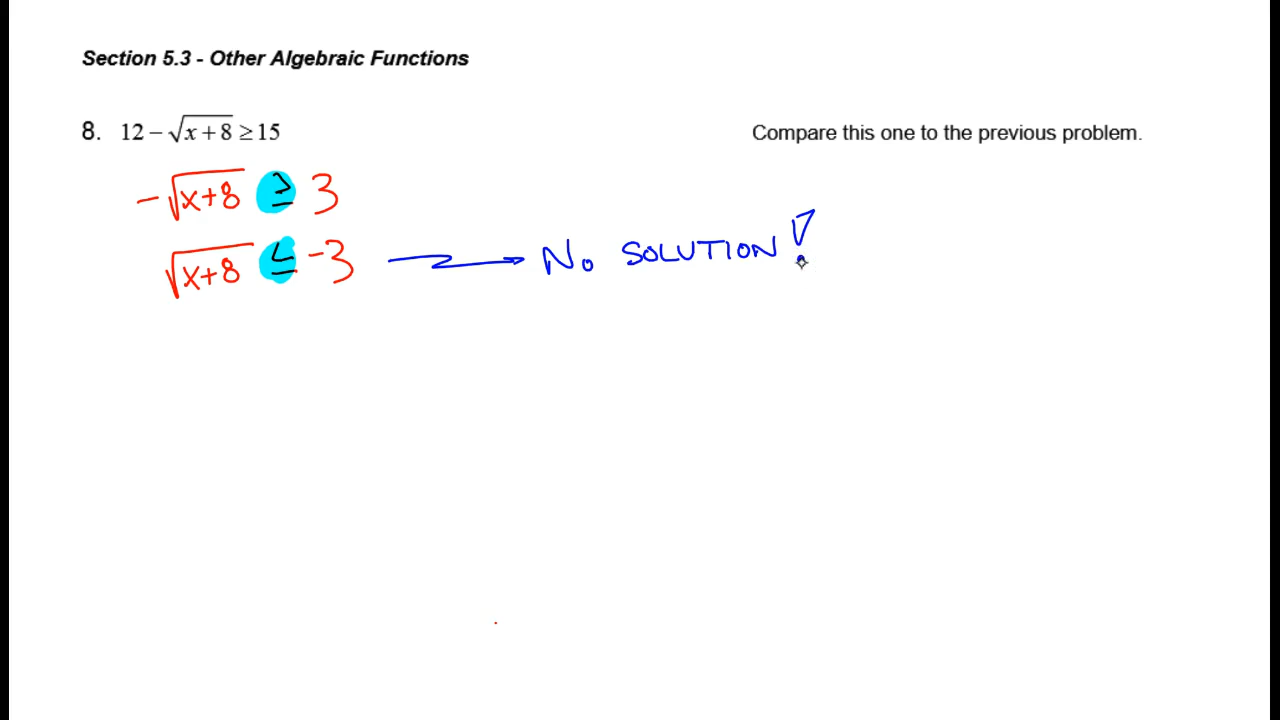 Section 5.3 - Other Algebraic Functions
8. 12 − √(x + 8) ≥ 15 Compare this one to the previous problem.
−√(x+8) ≥ 3
√(x+8) ≤ −3 → No SOLUTION!